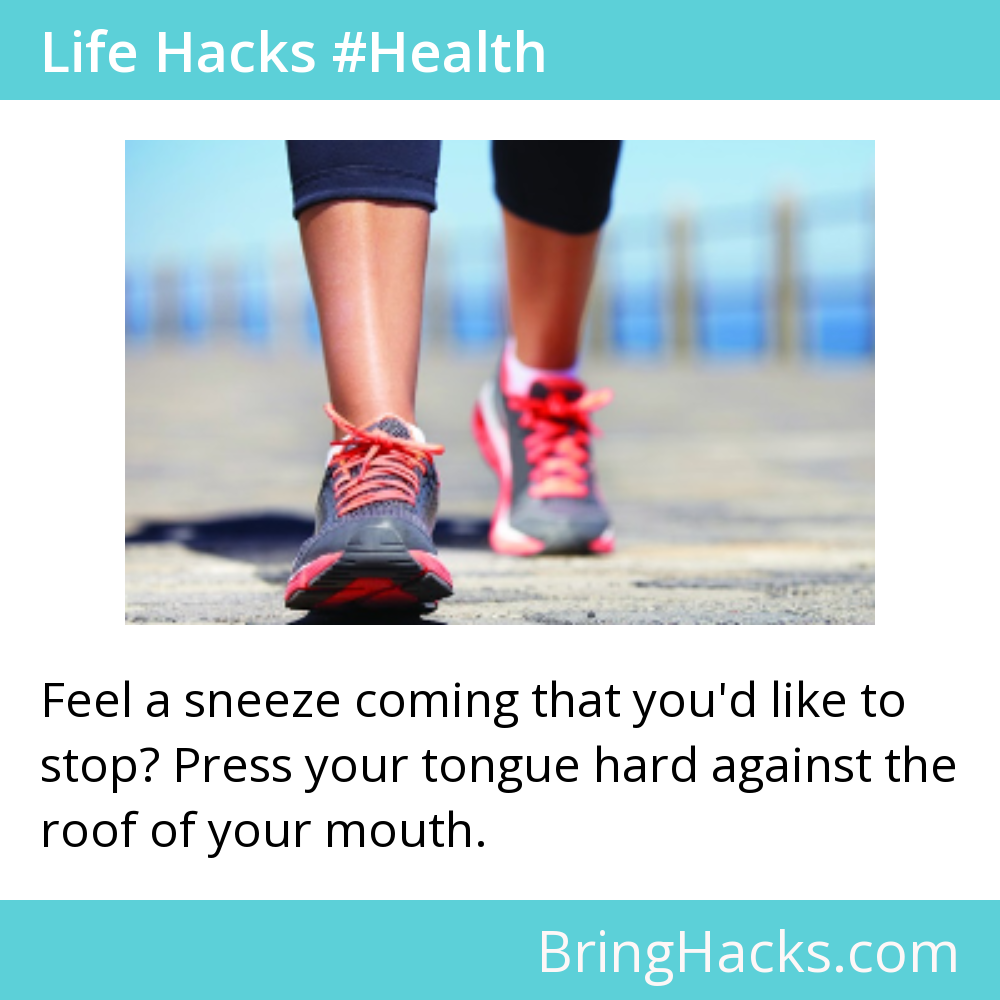 Life Hacks #Health
Feel a sneeze coming that you'd like to
stop? Press your tongue hard against the
roof of your mouth.
BringHacks.com